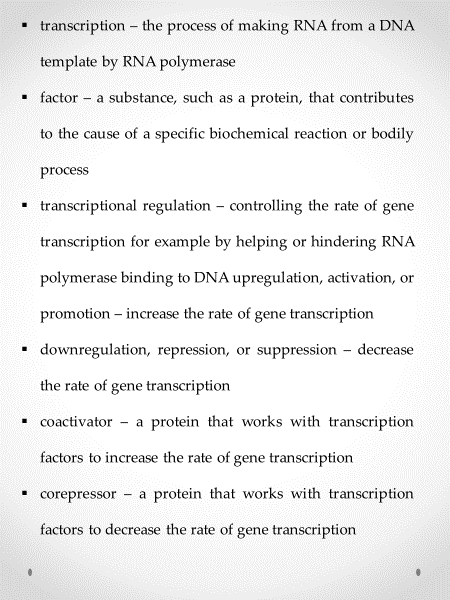 ▪ transcription – the process of making RNA from a DNA
template by RNA polymerase
▪ factor – a substance, such as a protein, that contributes
to the cause of a specific biochemical reaction or bodily
process
▪ transcriptional regulation – controlling the rate of gene
transcription for example by helping or hindering RNA
polymerase binding to DNA upregulation, activation, or
promotion – increase the rate of gene transcription
▪ downregulation, repression, or suppression – decrease
the rate of gene transcription
▪ coactivator – a protein that works with transcription
factors to increase the rate of gene transcription
▪ corepressor – a protein that works with transcription
factors to decrease the rate of gene transcription